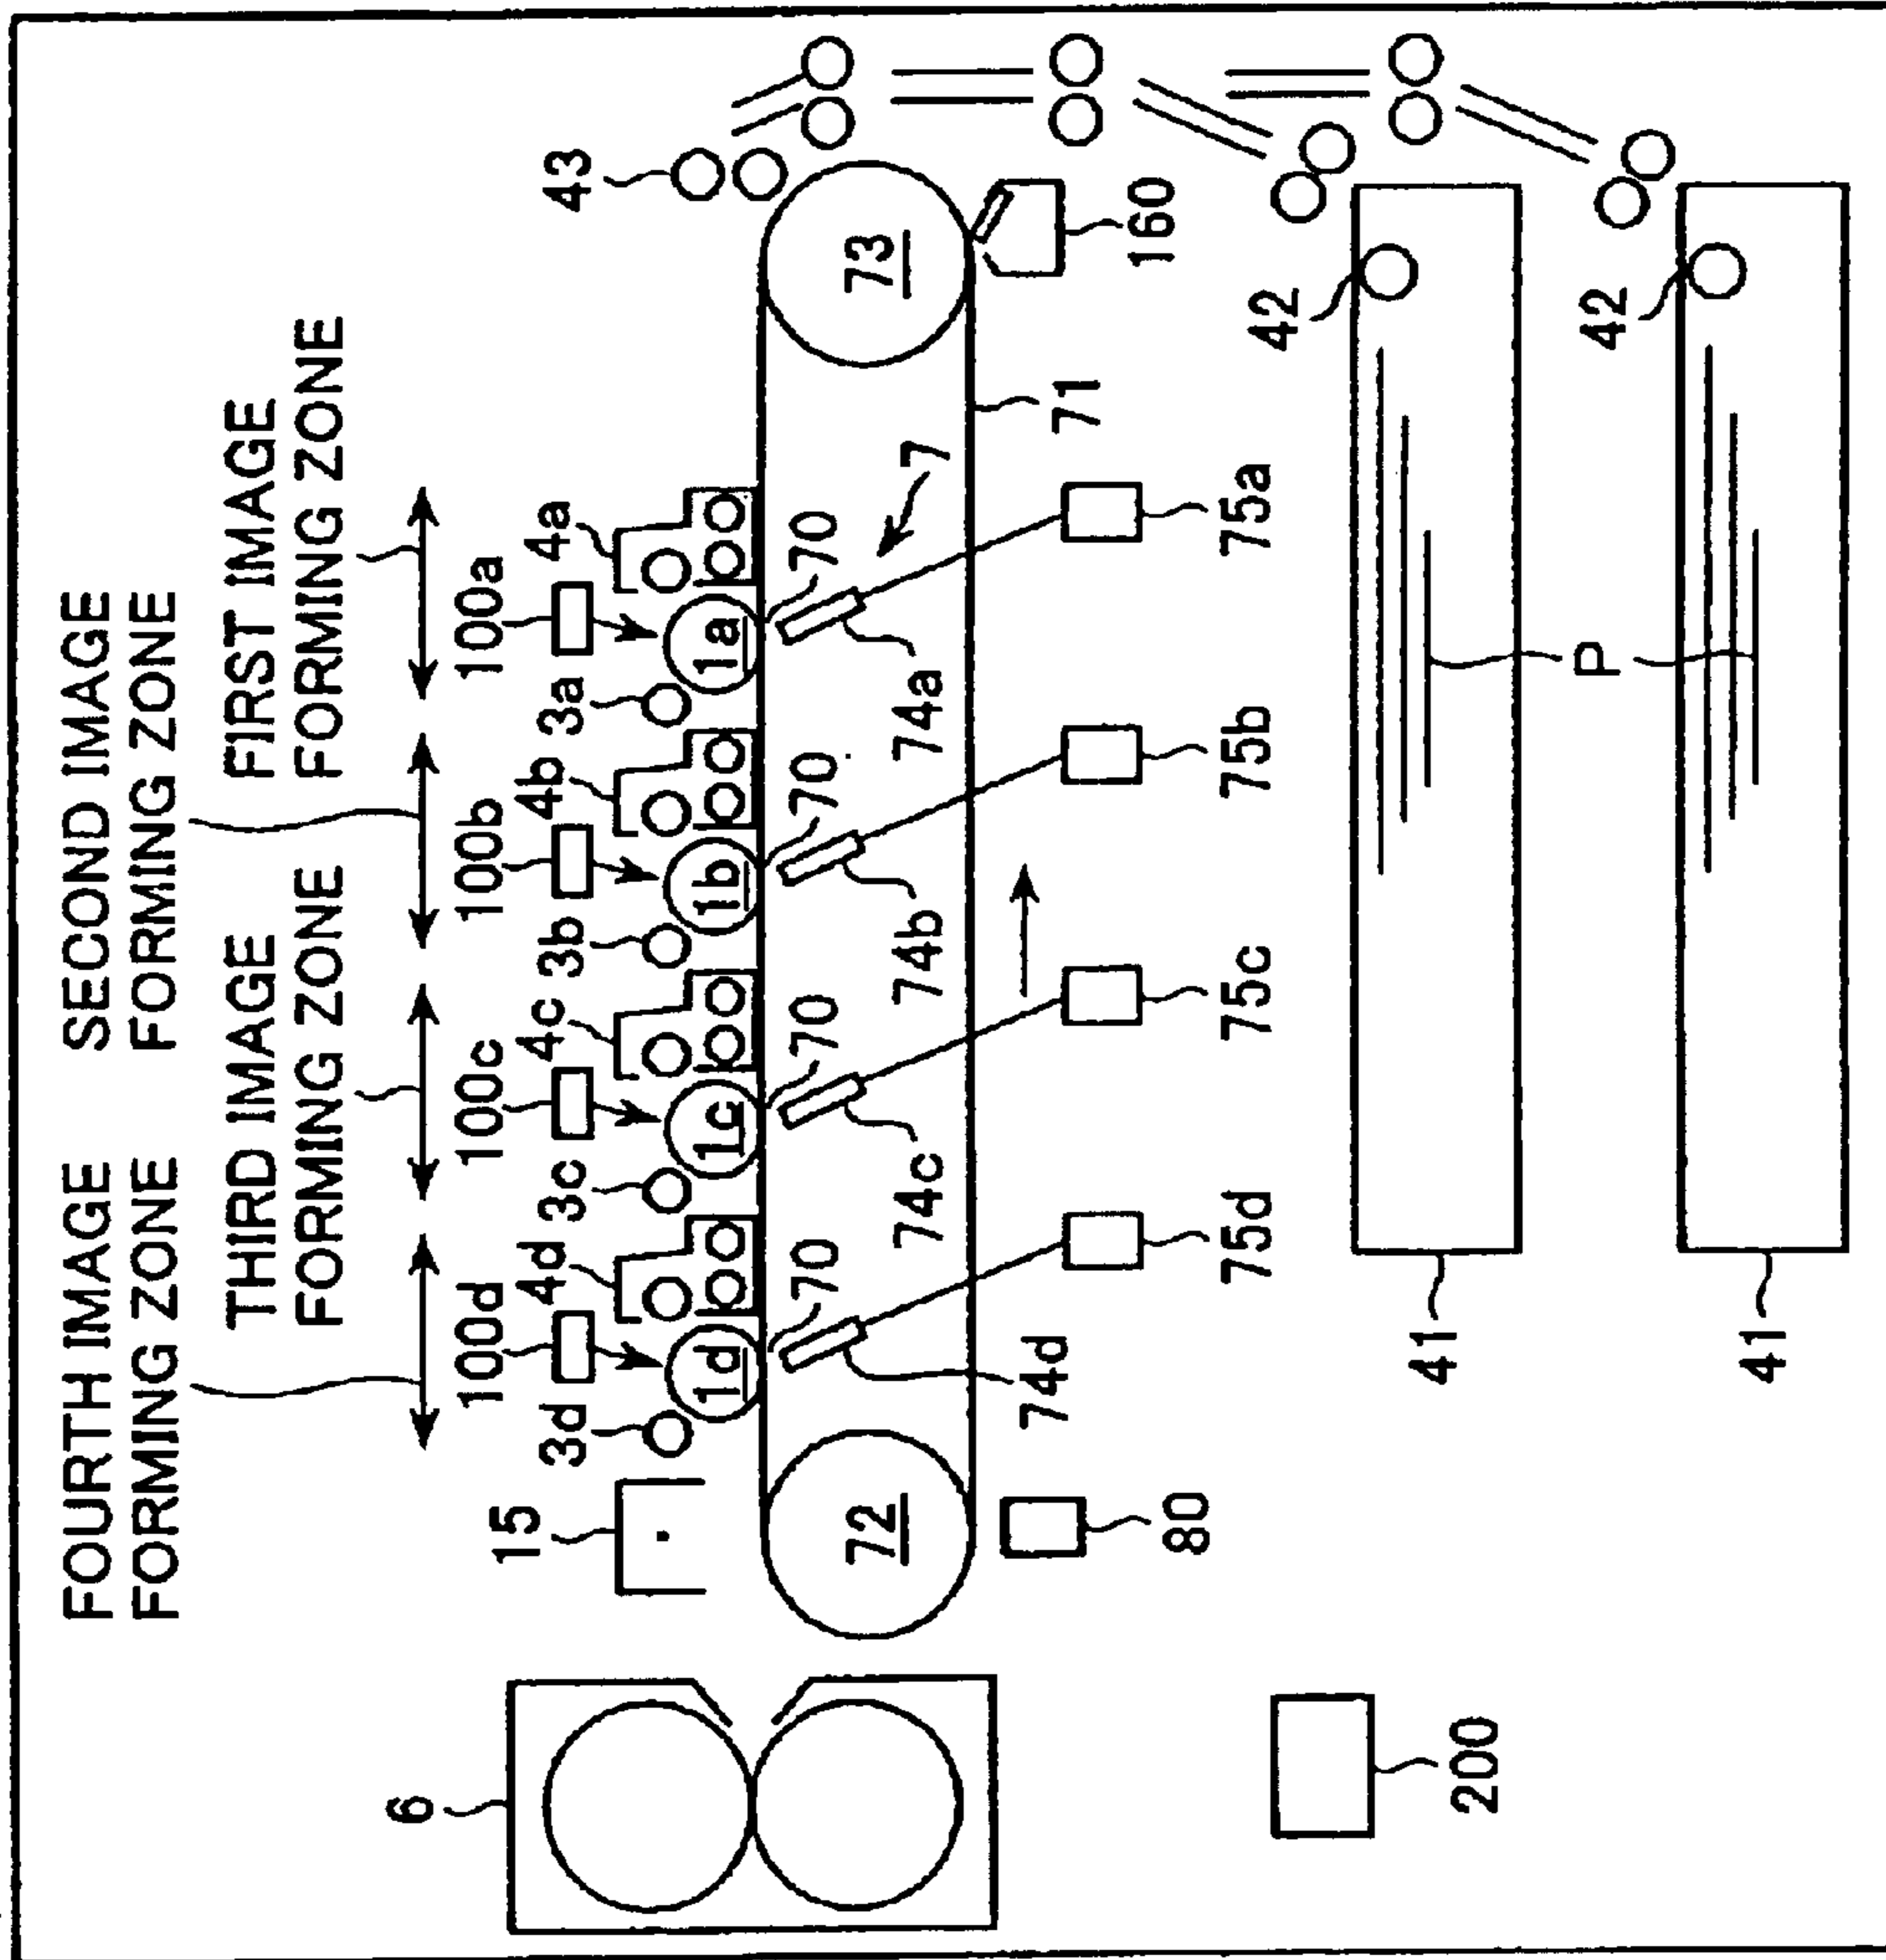 FOURTH IMAGE
FORMING ZONE
SECOND IMAGE
FORMING ZONE
THIRD IMAGE
FORMING ZONE
FIRST IMAGE
FORMING ZONE
6
100d
100c
100b
100a
15
3d
4d
3c
4c
3b
4b
3a
4a
43
1d
1c
1b
1a
70
70
70
70
72
73
74c
74b
74a
7
74d
71
80
160
75d
75c
75b
75a
42
41
200
P
42
41